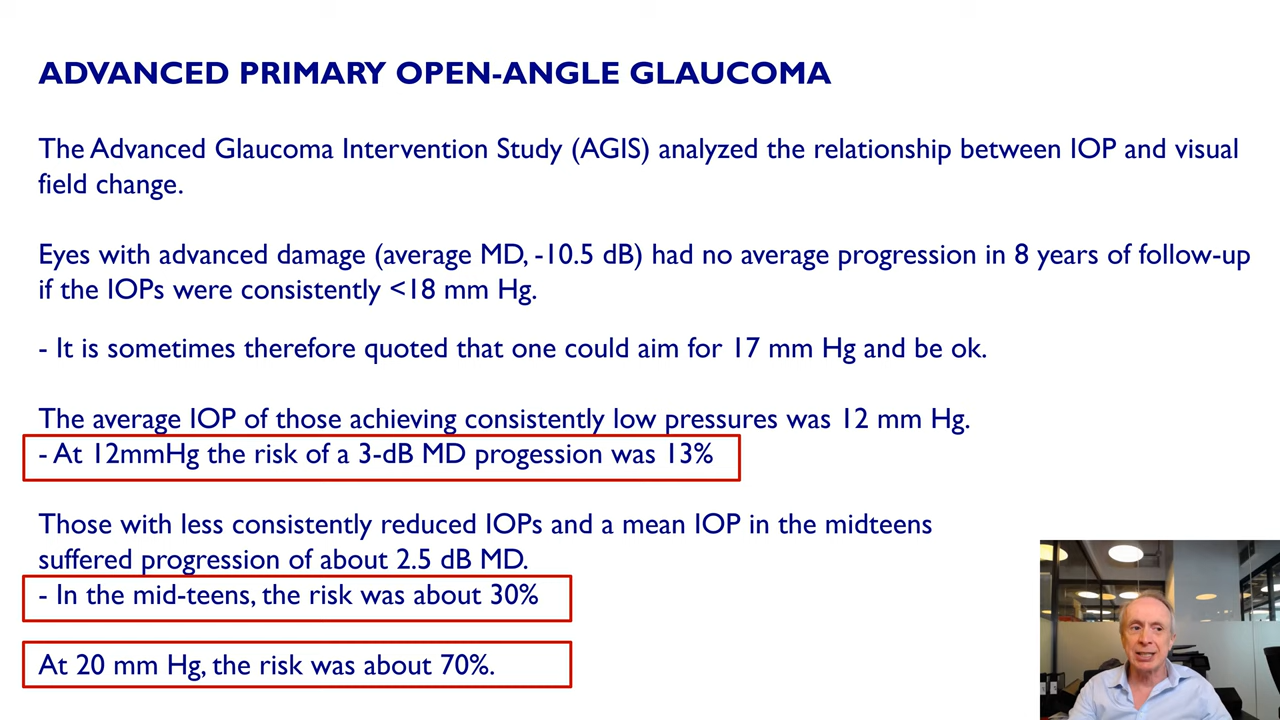 ADVANCED PRIMARY OPEN-ANGLE GLAUCOMA
The Advanced Glaucoma Intervention Study (AGIS) analyzed the relationship between IOP and visual
field change.
Eyes with advanced damage (average MD, -10.5 dB) had no average progression in 8 years of follow-up
if the IOPs were consistently <18 mm Hg.
- It is sometimes therefore quoted that one could aim for 17 mm Hg and be ok.
The average IOP of those achieving consistently low pressures was 12 mm Hg.
- At 12mmHg the risk of a 3-dB MD progession was 13%
Those with less consistently reduced IOPs and a mean IOP in the midteens
suffered progression of about 2.5 dB MD.
- In the mid-teens, the risk was about 30%
At 20 mm Hg, the risk was about 70%.